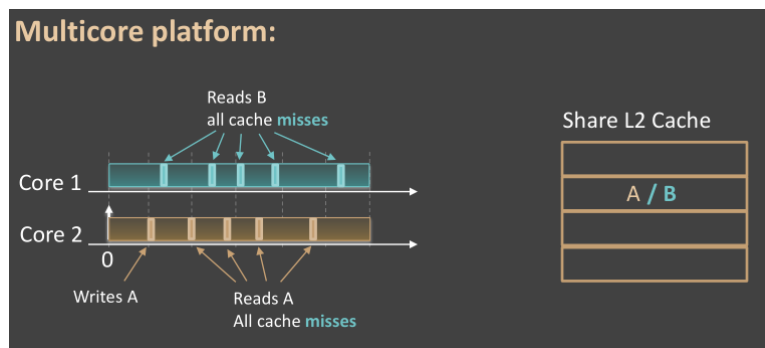 Multicore platform:
Reads B
all cache misses
Share L2 Cache
Core 1
A / B
Core 2
0
Writes A
Reads A
All cache misses